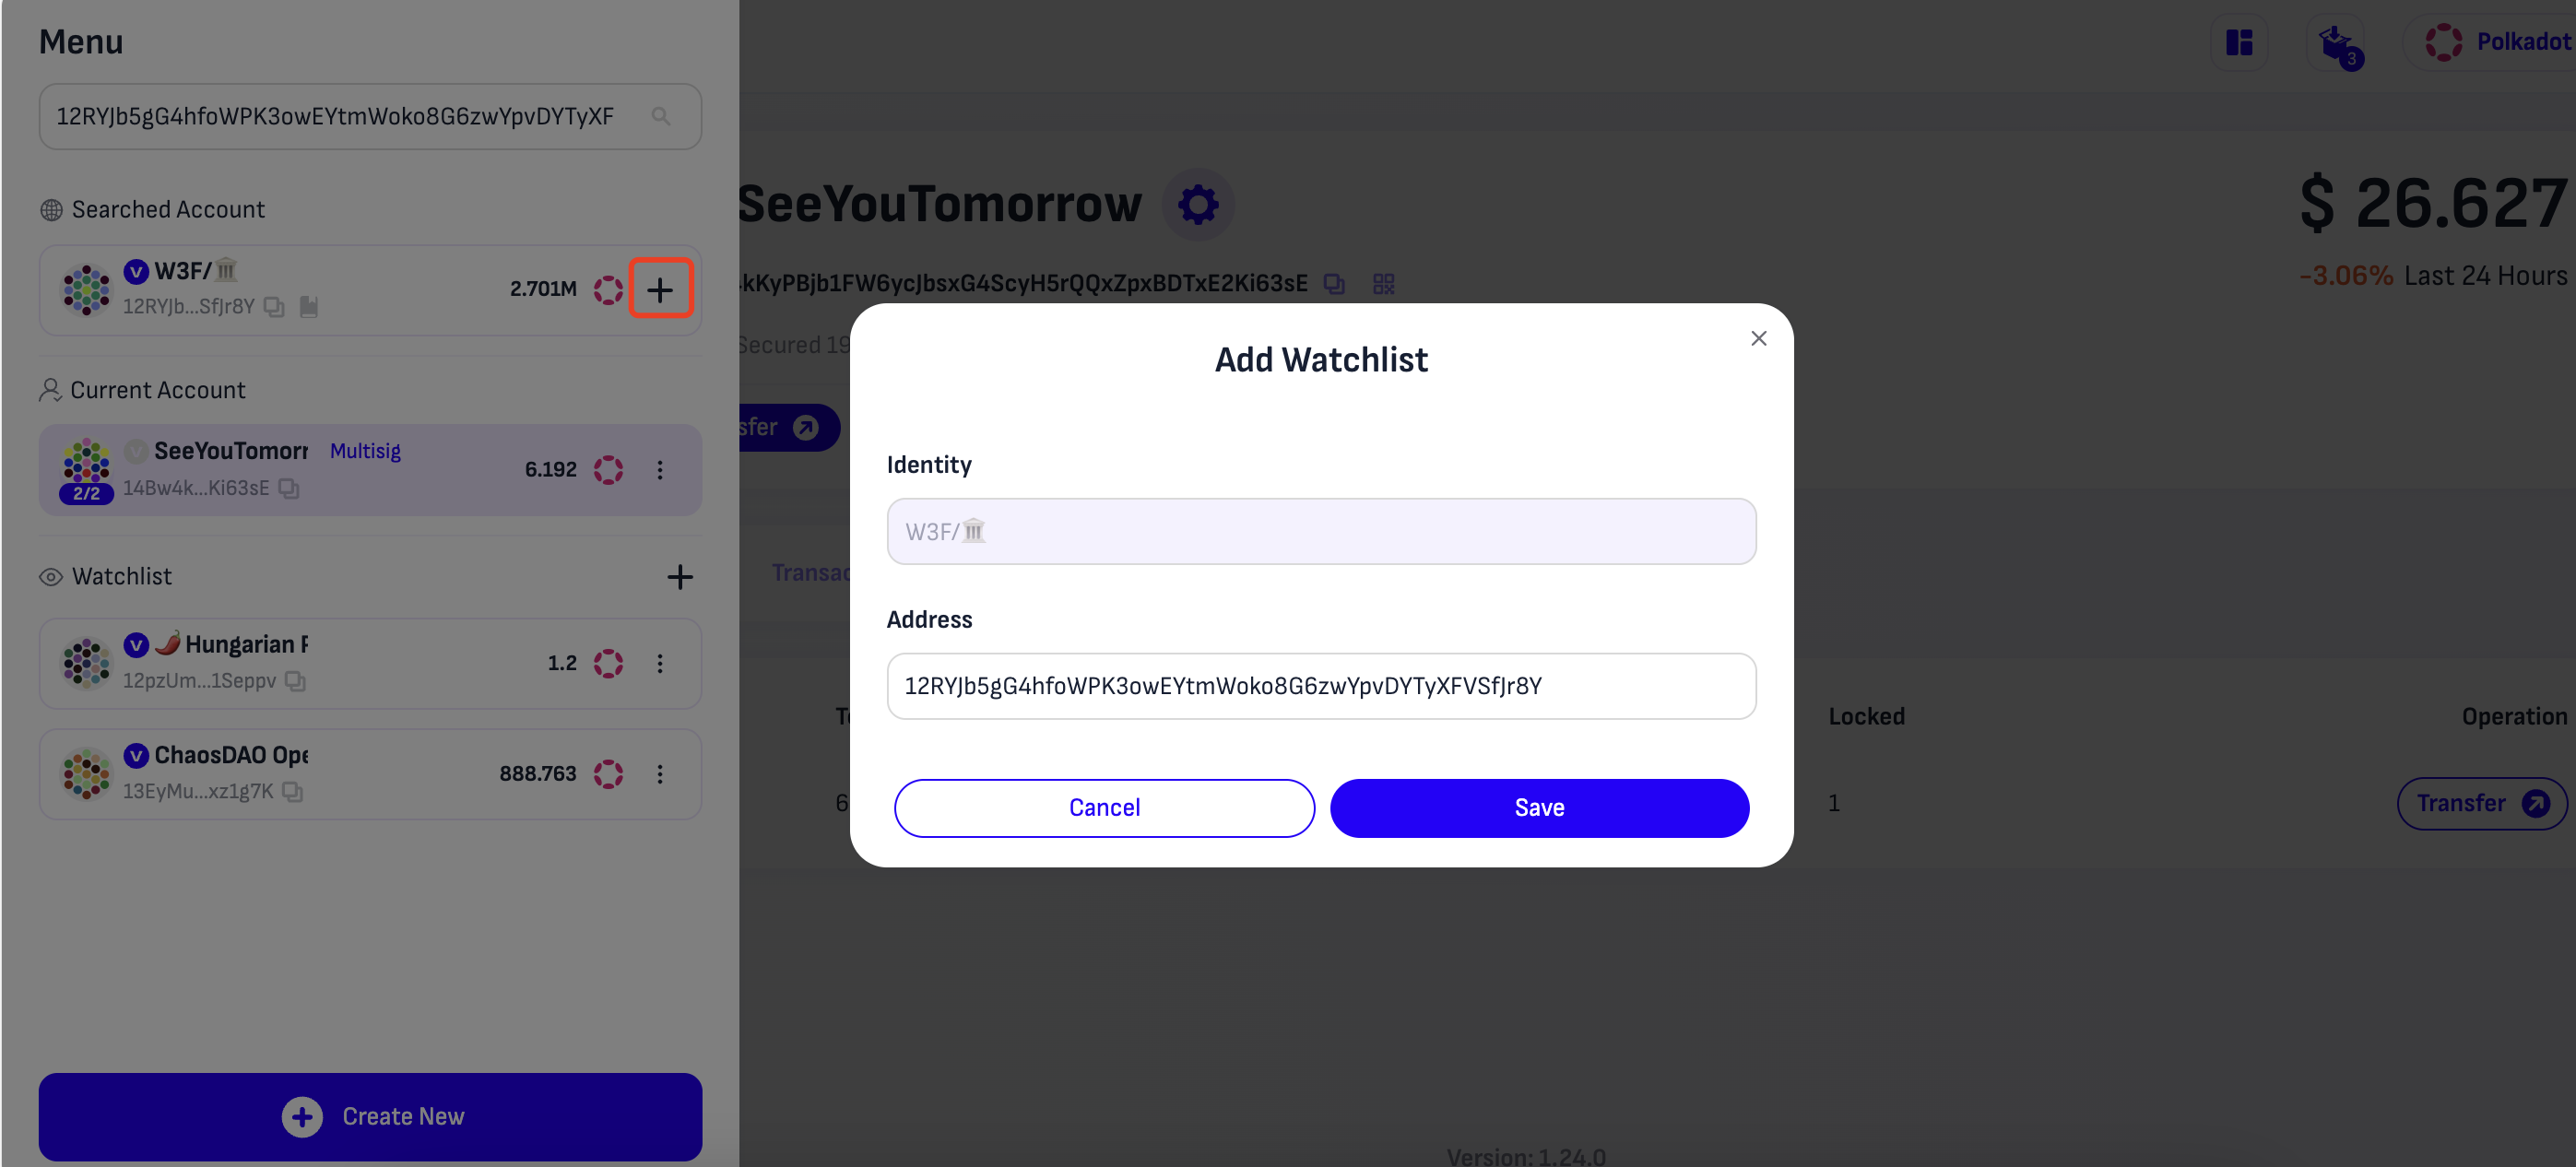 Menu
12RYJb5gG4hfoWPK3owEYtmWoko8G6zwYpvDYTyXF
Searched Account
W3F/🏛️
2.701M
12RYJb...SfJr8Y
Current Account
SeeYouTomorr Multisig
6.192
2/2
14Bw4k...Ki63sE
Watchlist
🌶️ Hungarian
1.2
12pzUm...1Seppv
ChaosDAO Ope
888.763
13EyMu...xz1g7K
Create New
3
Polkadot
SeeYouTomorrow
$ 26.627
kKyPBjb1FW6ycJbsxG4ScyH5rQQxZpxBDTxE2Ki63sE
-3.06% Last 24 Hours
Secured 19
sfer
Transac
Locked
Operation
6
1
Transfer
Version: 1.24.0
Add Watchlist
Identity
W3F/🏛️
Address
12RYJb5gG4hfoWPK3owEYtmWoko8G6zwYpvDYTyXFVSfJr8Y
Cancel
Save